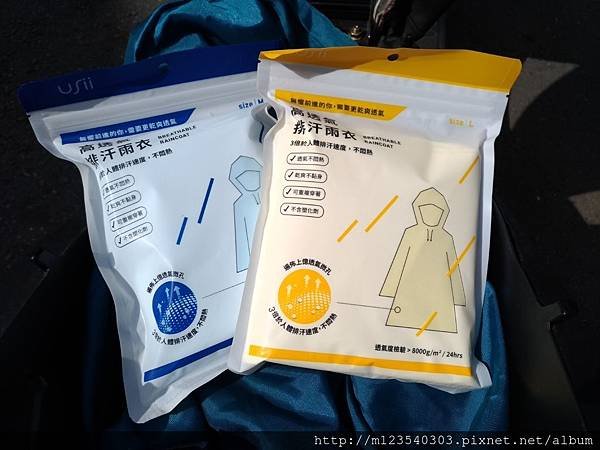 Usii
無懼前進的你，需要更乾爽透氣
size｜M
高透氣
排汗雨衣
BREATHABLE
RAINCOAT
於人體排汗速度，不悶熱
透氣不悶熱
乾爽不黏身
可重複穿著
不含塑化劑
遍佈上億透氣微孔
3倍於人體排汗速度，不悶熱
無懼前進的你，需要更乾爽透氣
size｜L
高透氣
排汗雨衣
BREATHABLE
RAINCOAT
3倍於人體排汗速度，不悶熱
透氣不悶熱
乾爽不黏身
可重複穿著
不含塑化劑
遍佈上億透氣微孔
3倍於人體排汗速度，不悶熱
透氣度檢驗＞8000g/m²/24hrs
http://m123540303.pixnet.net/album